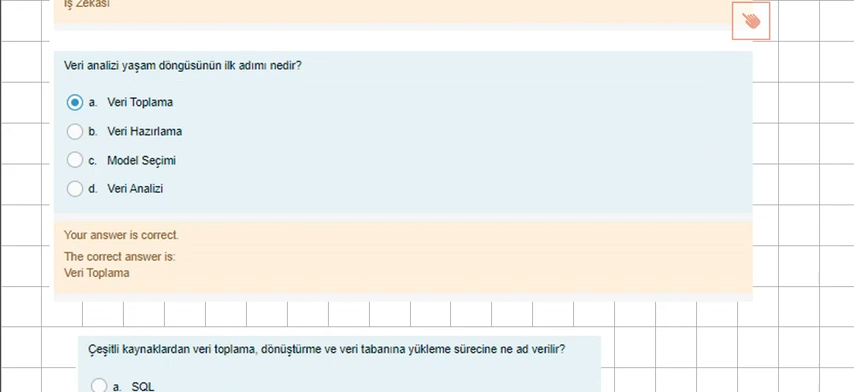 İş Zekası
Veri analizi yaşam döngüsünün ilk adımı nedir?
a. Veri Toplama
b. Veri Hazırlama
c. Model Seçimi
d. Veri Analizi
Your answer is correct.
The correct answer is:
Veri Toplama
Çeşitli kaynaklardan veri toplama, dönüştürme ve veri tabanına yükleme sürecine ne ad verilir?
a. SQL